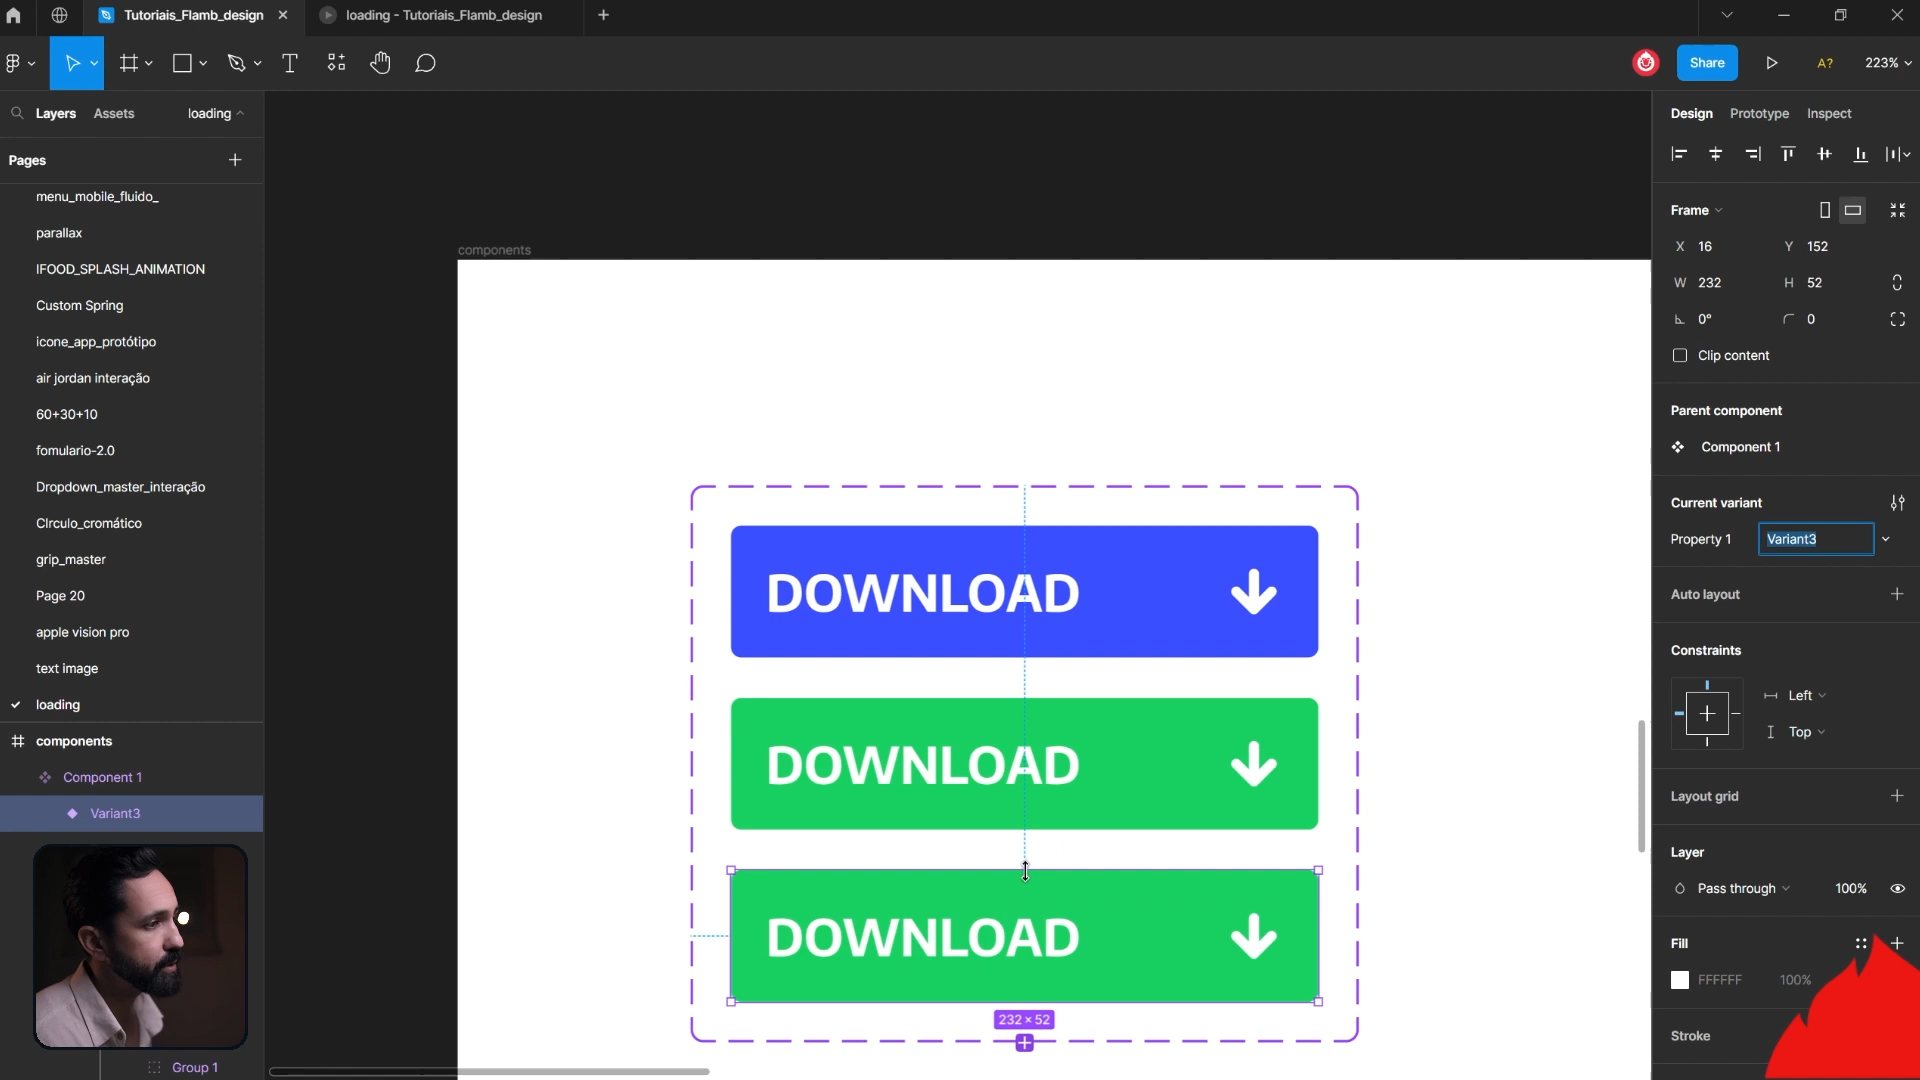 Tutoriais_Flamb_design
loading - Tutoriais_Flamb_design
Share
A?
223%
Layers
Assets
loading
Pages
menu_mobile_fluido_
parallax
IFOOD_SPLASH_ANIMATION
Custom Spring
icone_app_protótipo
air jordan interação
60+30+10
fomulario-2.0
Dropdown_master_interação
CIrculo_cromático
grip_master
Page 20
apple vision pro
text image
loading
components
Component 1
Variant3
Group 1
components
DOWNLOAD
DOWNLOAD
DOWNLOAD
232 × 52
Design
Prototype
Inspect
Frame
X 16
Y 152
W 232
H 52
0°
0
Clip content
Parent component
Component 1
Current variant
Property 1
Variant3
Auto layout
Constraints
Left
Top
Layout grid
Layer
Pass through
100%
Fill
FFFFFF
100%
Stroke